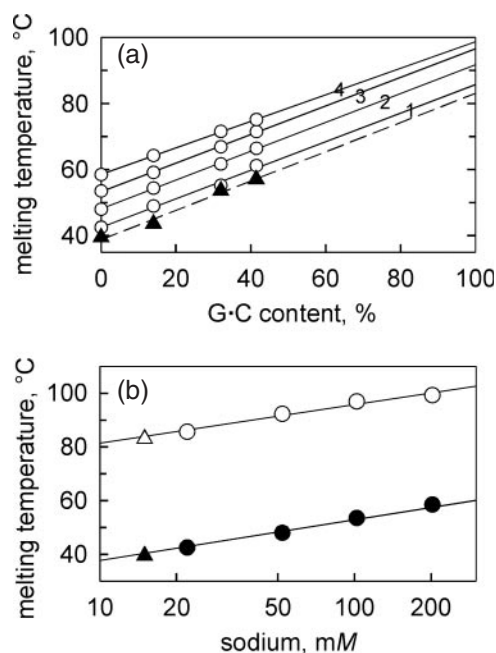 100
(a)
4
3
2
1
80
60
40
melting temperature, °C
0 20 40 60 80 100
G·C content, %
(b)
100
80
60
40
melting temperature, °C
10 20 50 100 200
sodium, mM